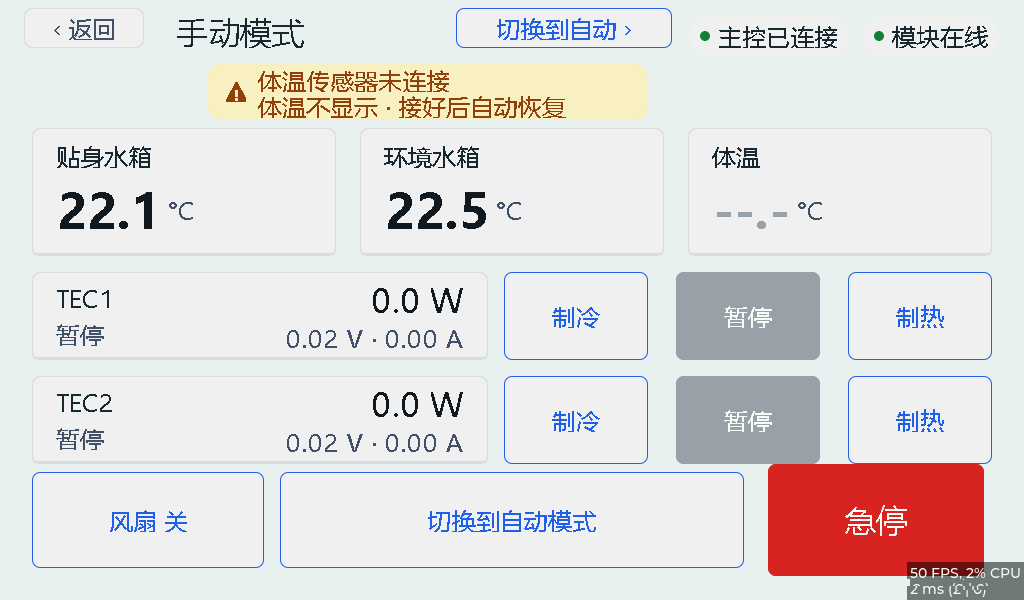 ‹ 返回
手动模式
切换到自动 ›
主控已连接
模块在线
体温传感器未连接
体温不显示 · 接好后自动恢复
贴身水箱
22.1 °C
环境水箱
22.5 °C
体温
--.- °C
TEC1
0.0 W
暂停
0.02 V · 0.00 A
制冷
暂停
制热
TEC2
0.0 W
暂停
0.02 V · 0.00 A
制冷
暂停
制热
风扇 关
切换到自动模式
急停
50 FPS, 2% CPU
2 ms